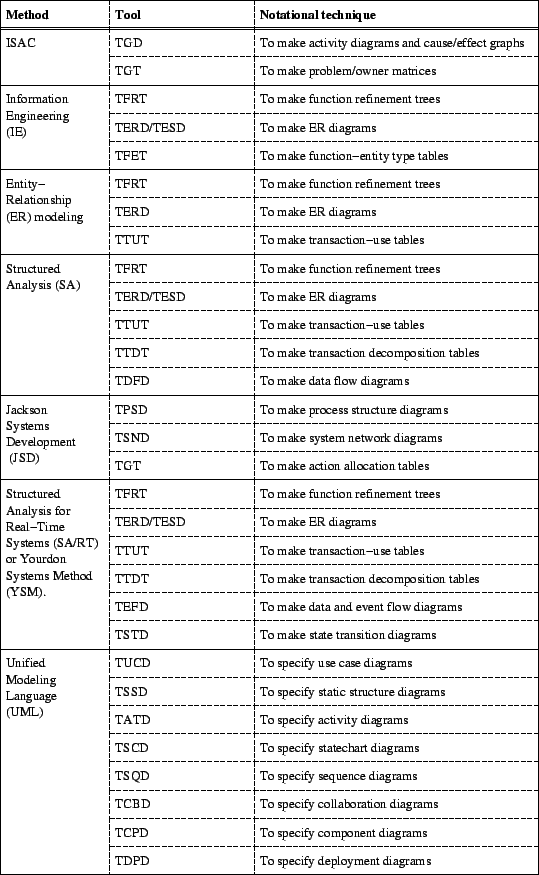 Method Tool Notational technique
ISAC TGD To make activity diagrams and cause/effect graphs
TGT To make problem/owner matrices
Information TFRT To make function refinement trees
Engineering
(IE) TERD/TESD To make ER diagrams
TFET To make function−entity type tables
Entity− TFRT To make function refinement trees
Relationship
(ER) modeling TERD To make ER diagrams
TTUT To make transaction−use tables
Structured TFRT To make function refinement trees
Analysis (SA)
TERD/TESD To make ER diagrams
TTUT To make transaction−use tables
TTDT To make transaction decomposition tables
TDFD To make data flow diagrams
Jackson TPSD To make process structure diagrams
Systems
Development TSND To make system network diagrams
(JSD)
TGT To make action allocation tables
Structured TFRT To make function refinement trees
Analysis for
Real−Time TERD/TESD To make ER diagrams
Systems (SA/RT)
or Yourdon TTUT To make transaction−use tables
Systems Method TTDT To make transaction decomposition tables
(YSM).
TEFD To make data and event flow diagrams
TSTD To make state transition diagrams
Unified TUCD To specify use case diagrams
Modeling
Language TSSD To specify static structure diagrams
(UML)
TATD To specify activity diagrams
TSCD To specify statechart diagrams
TSQD To specify sequence diagrams
TCBD To specify collaboration diagrams
TCPD To specify component diagrams
TDPD To specify deployment diagrams